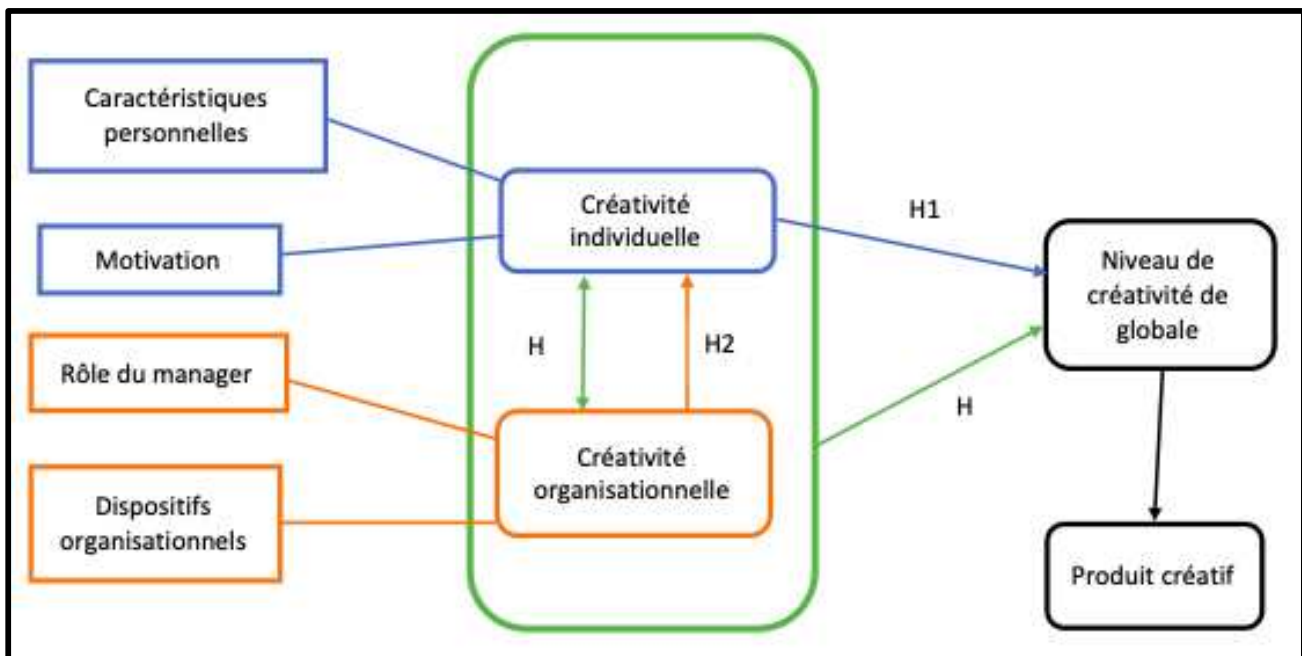 Caractéristiques
personnelles
Motivation
Rôle du manager
Dispositifs
organisationnels
Créativité
individuelle
H
H2
Créativité
organisationnelle
H1
H
Niveau de
créativité de
globale
Produit créatif